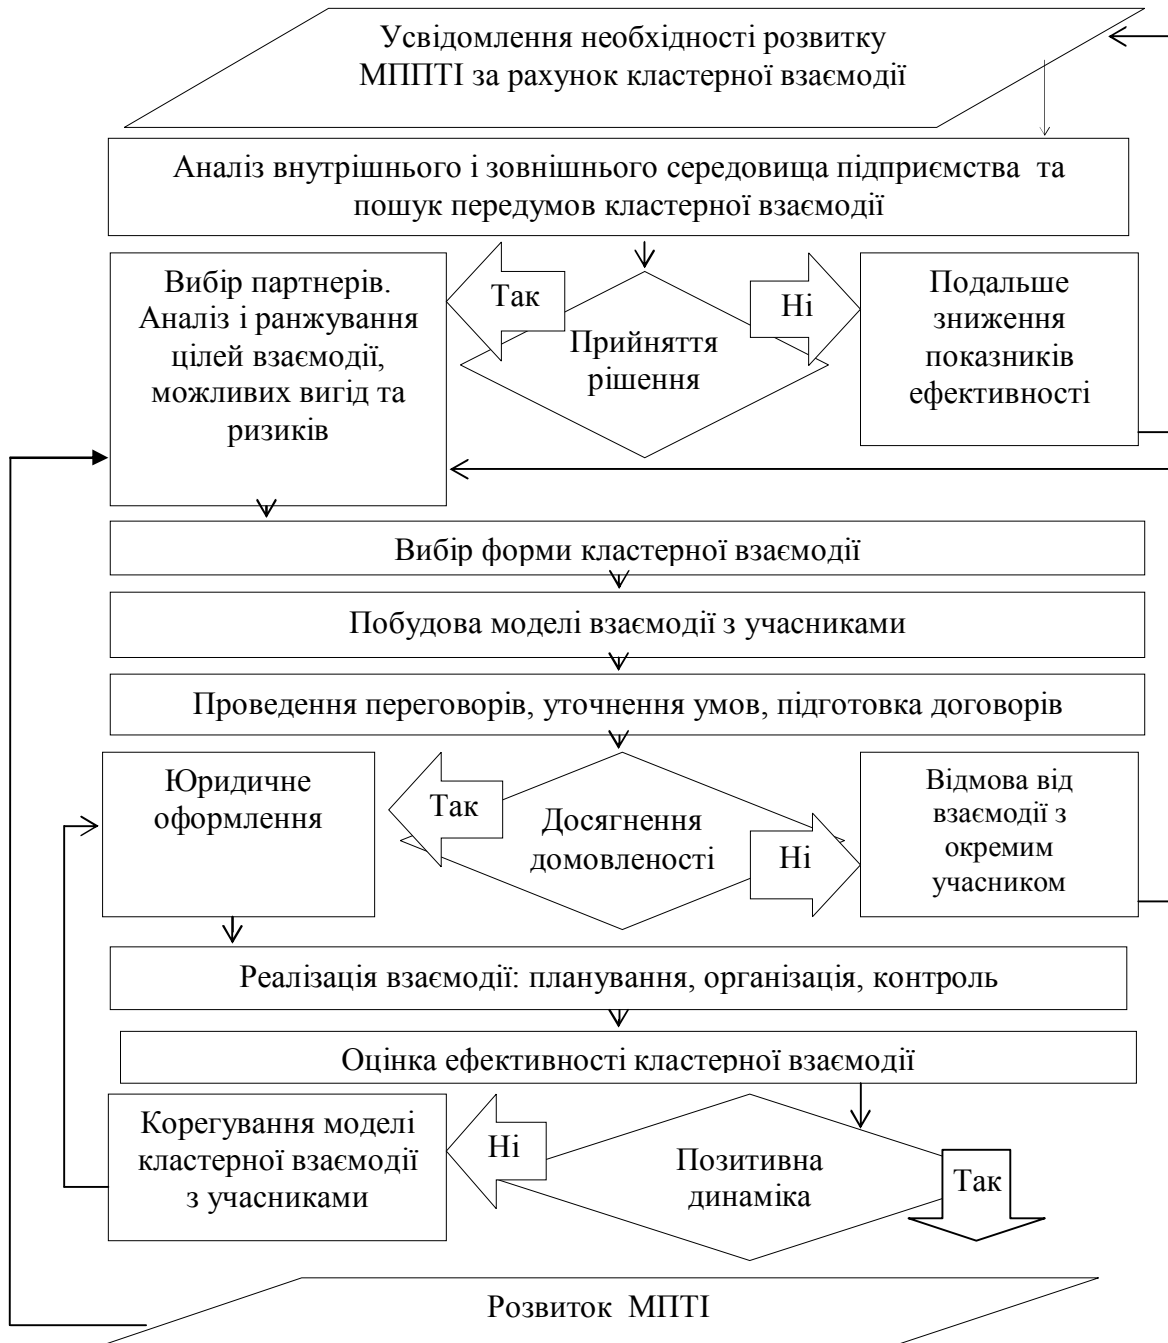 Усвідомлення необхідності розвитку
МППТІ за рахунок кластерної взаємодії
Аналіз внутрішнього і зовнішнього середовища підприємства та
пошук передумов кластерної взаємодії
Вибір партнерів.
Аналіз і ранжування
цілей взаємодії,
можливих вигід та
ризиків
Так
Прийняття
рішення
Ні
Подальше
зниження
показників
ефективності
Вибір форми кластерної взаємодії
Побудова моделі взаємодії з учасниками
Проведення переговорів, уточнення умов, підготовка договорів
Юридичне
оформлення
Так
Досягнення
домовленості
Ні
Відмова від
взаємодії з
окремим
учасником
Реалізація взаємодії: планування, організація, контроль
Оцінка ефективності кластерної взаємодії
Корегування моделі
кластерної взаємодії
з учасниками
Ні
Позитивна
динаміка
Так
Розвиток МПТІ